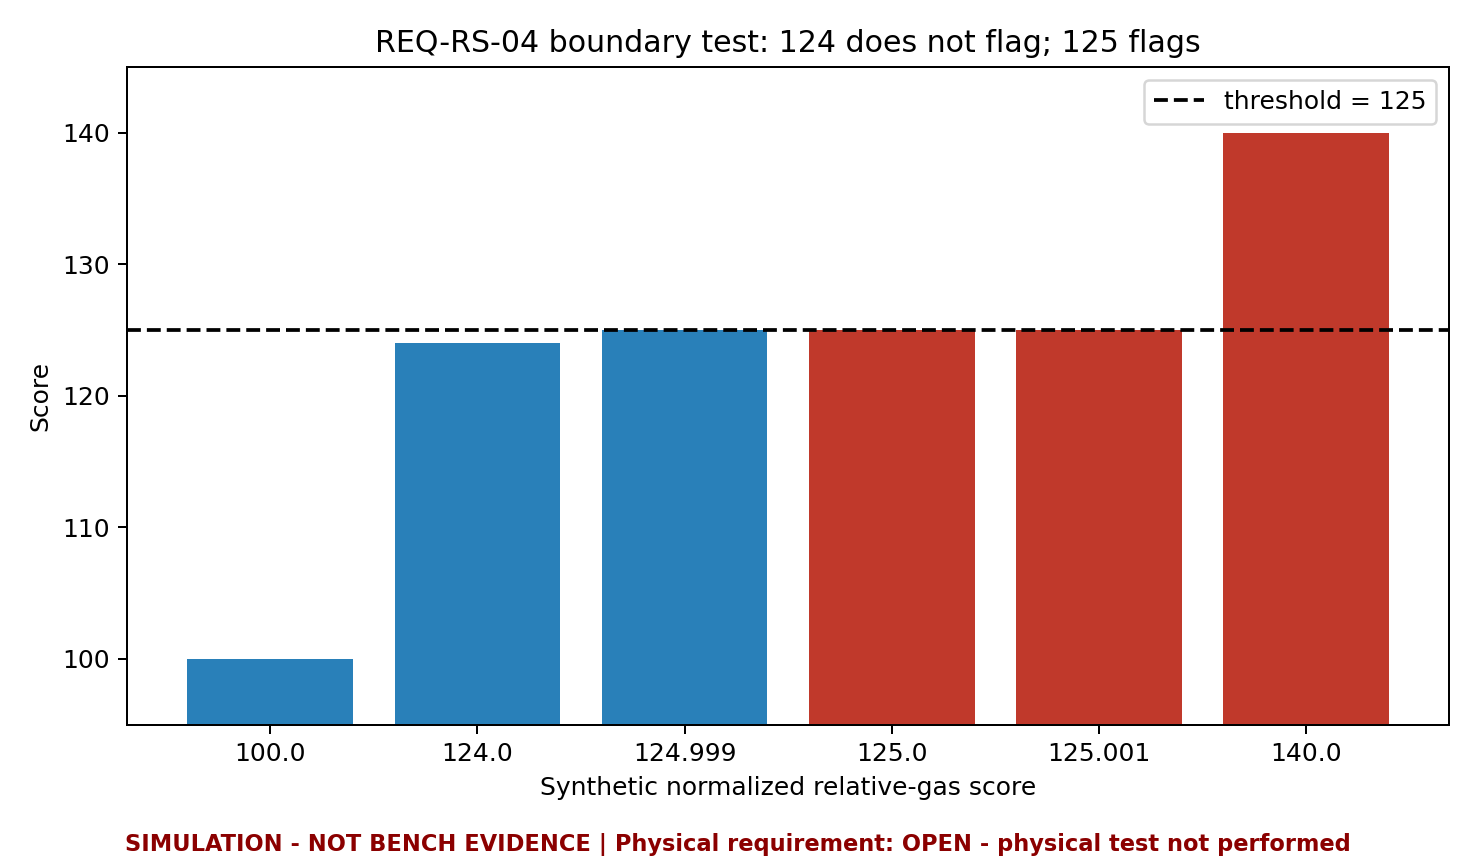 REQ-RS-04 boundary test: 124 does not flag; 125 flags
threshold = 125
140
130
120
110
100
Score
100.0 124.0 124.999 125.0 125.001 140.0
Synthetic normalized relative-gas score
SIMULATION - NOT BENCH EVIDENCE | Physical requirement: OPEN - physical test not performed